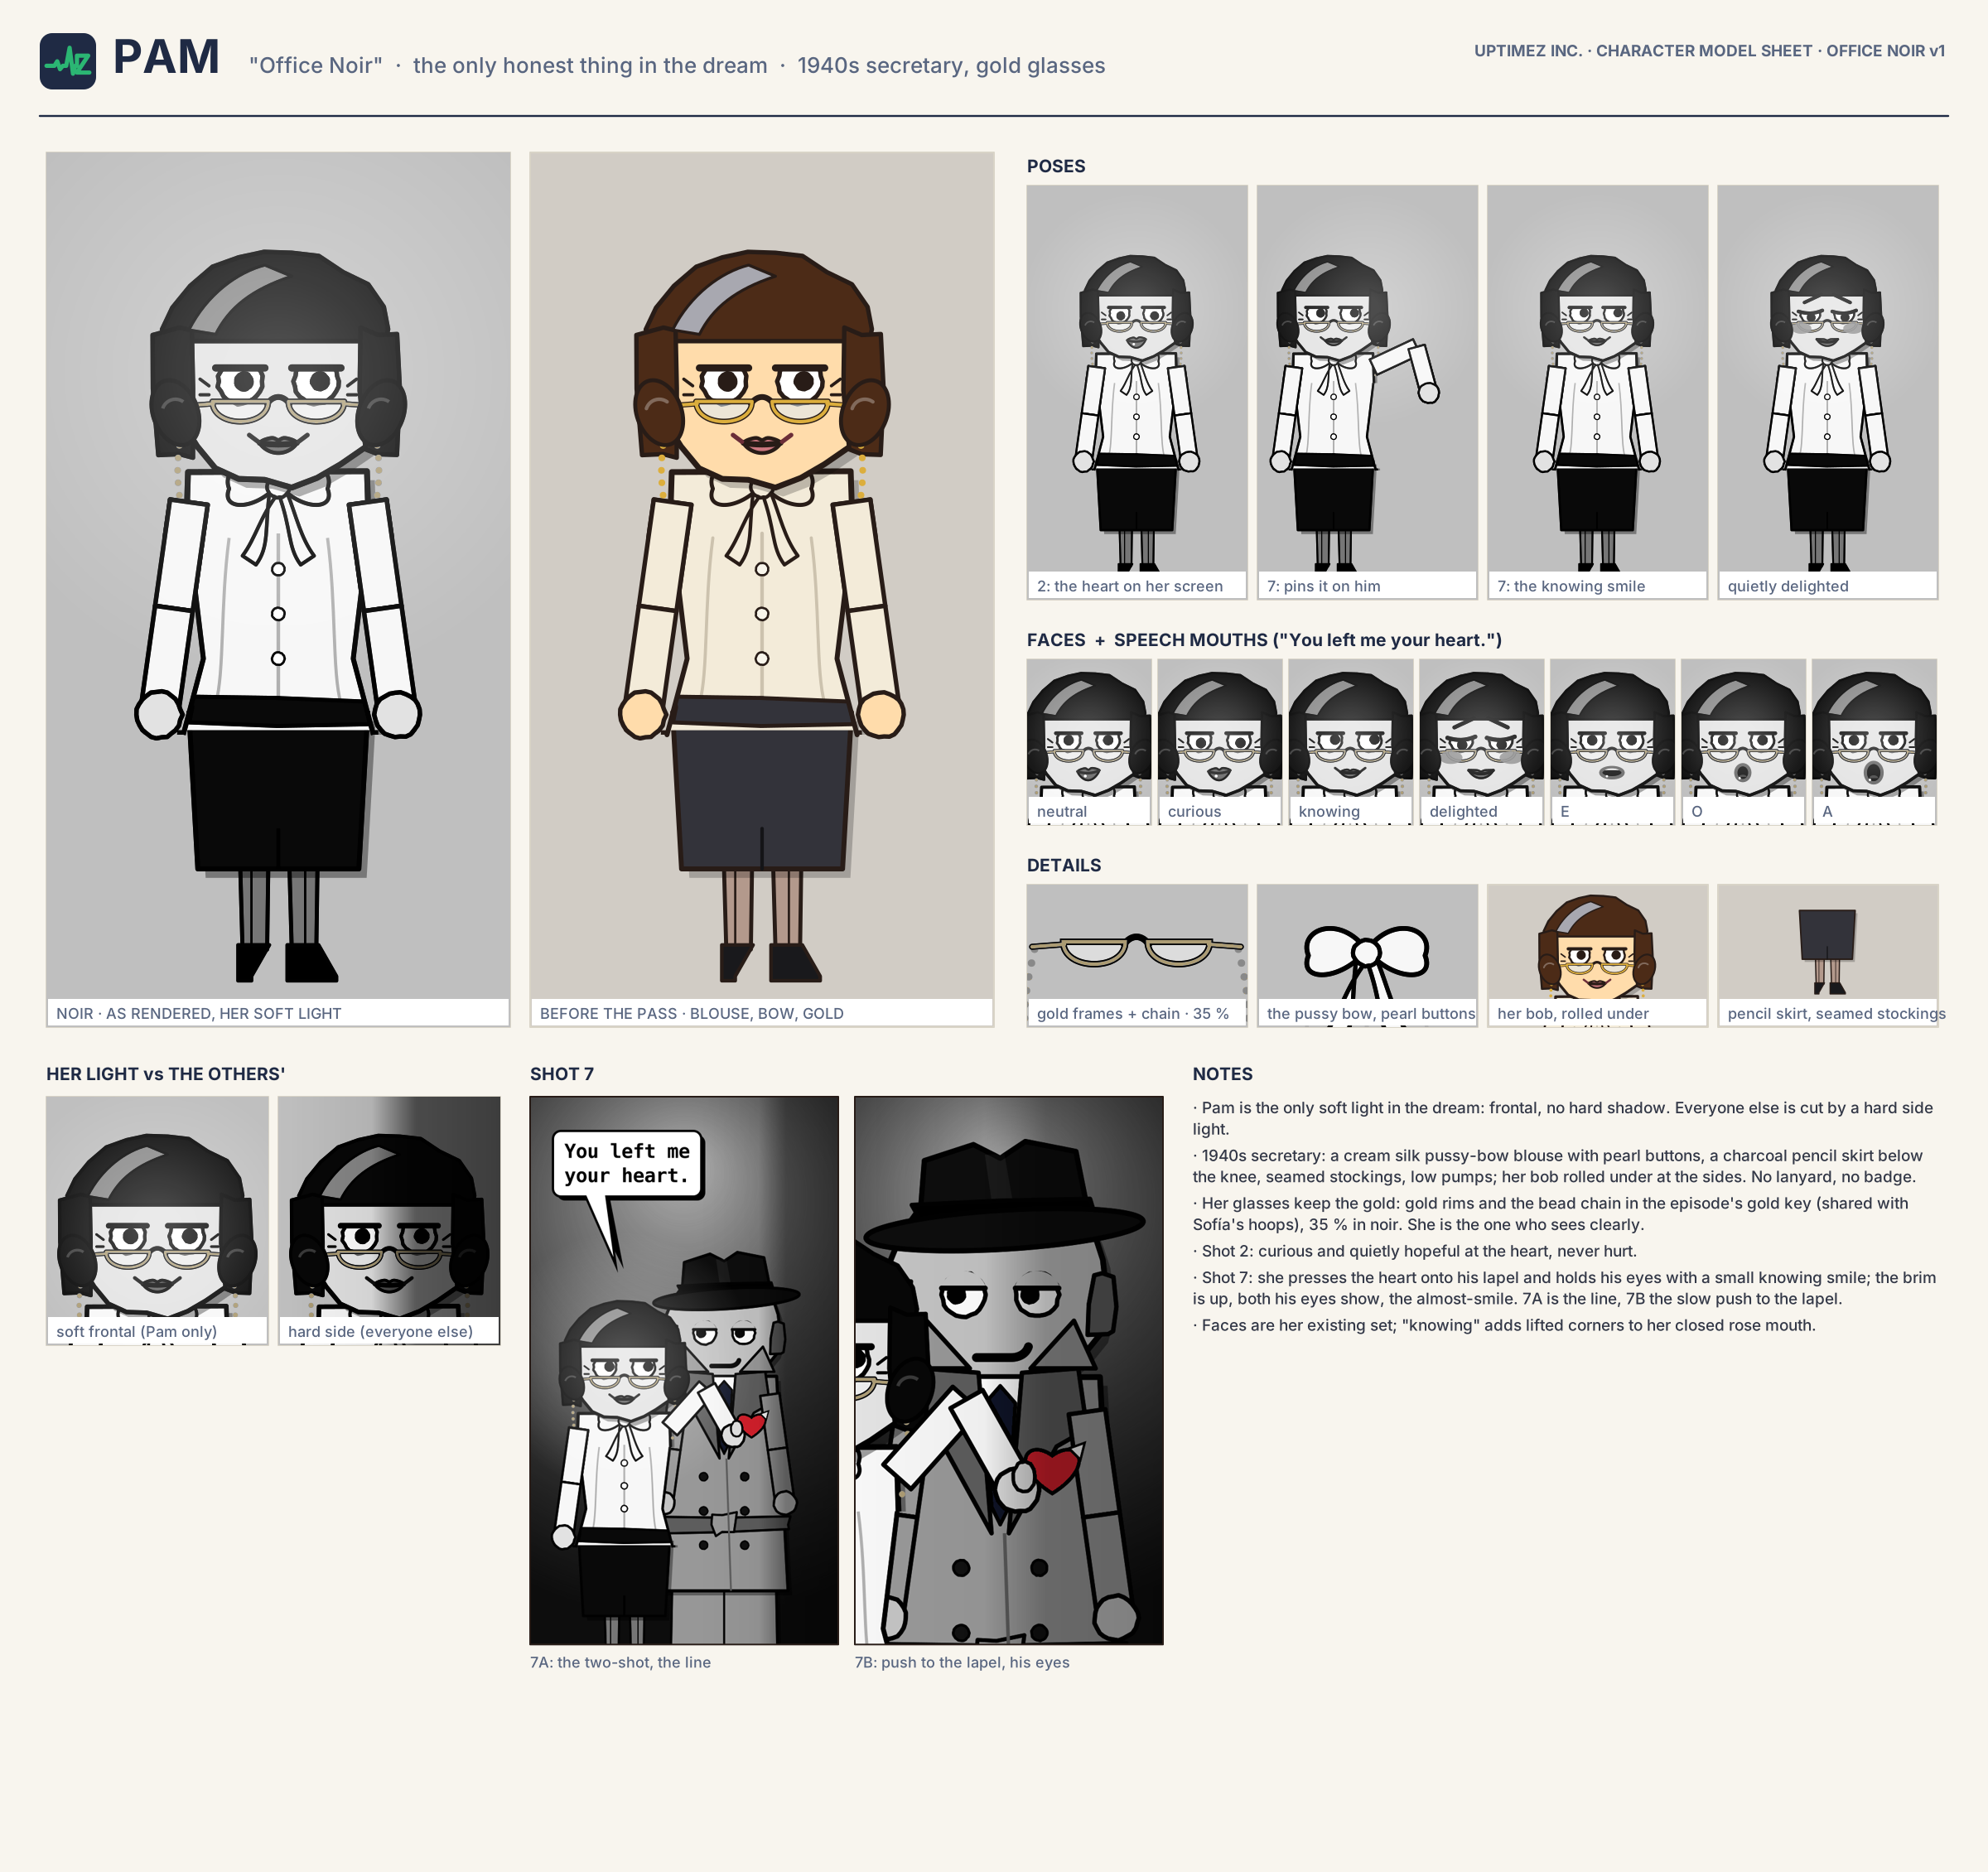 PAM
"Office Noir" · the only honest thing in the dream · 1940s secretary, gold glasses
UPTIMEZ INC. · CHARACTER MODEL SHEET · OFFICE NOIR v1
NOIR · AS RENDERED, HER SOFT LIGHT
BEFORE THE PASS · BLOUSE, BOW, GOLD
POSES
2: the heart on her screen
7: pins it on him
7: the knowing smile
quietly delighted
FACES + SPEECH MOUTHS ("You left me your heart.")
neutral
curious
knowing
delighted
E
O
A
DETAILS
gold frames + chain · 35 %
the pussy bow, pearl buttons
her bob, rolled under
pencil skirt, seamed stockings
HER LIGHT vs THE OTHERS'
soft frontal (Pam only)
hard side (everyone else)
SHOT 7
You left me
your heart.
7A: the two-shot, the line
7B: push to the lapel, his eyes
NOTES
· Pam is the only soft light in the dream: frontal, no hard shadow. Everyone else is cut by a hard side
light.
· 1940s secretary: a cream silk pussy-bow blouse with pearl buttons, a charcoal pencil skirt below
the knee, seamed stockings, low pumps; her bob rolled under at the sides. No lanyard, no badge.
· Her glasses keep the gold: gold rims and the bead chain in the episode's gold key (shared with
Sofía's hoops), 35 % in noir. She is the one who sees clearly.
· Shot 2: curious and quietly hopeful at the heart, never hurt.
· Shot 7: she presses the heart onto his lapel and holds his eyes with a small knowing smile; the brim
is up, both his eyes show, the almost-smile. 7A is the line, 7B the slow push to the lapel.
· Faces are her existing set; "knowing" adds lifted corners to her closed rose mouth.